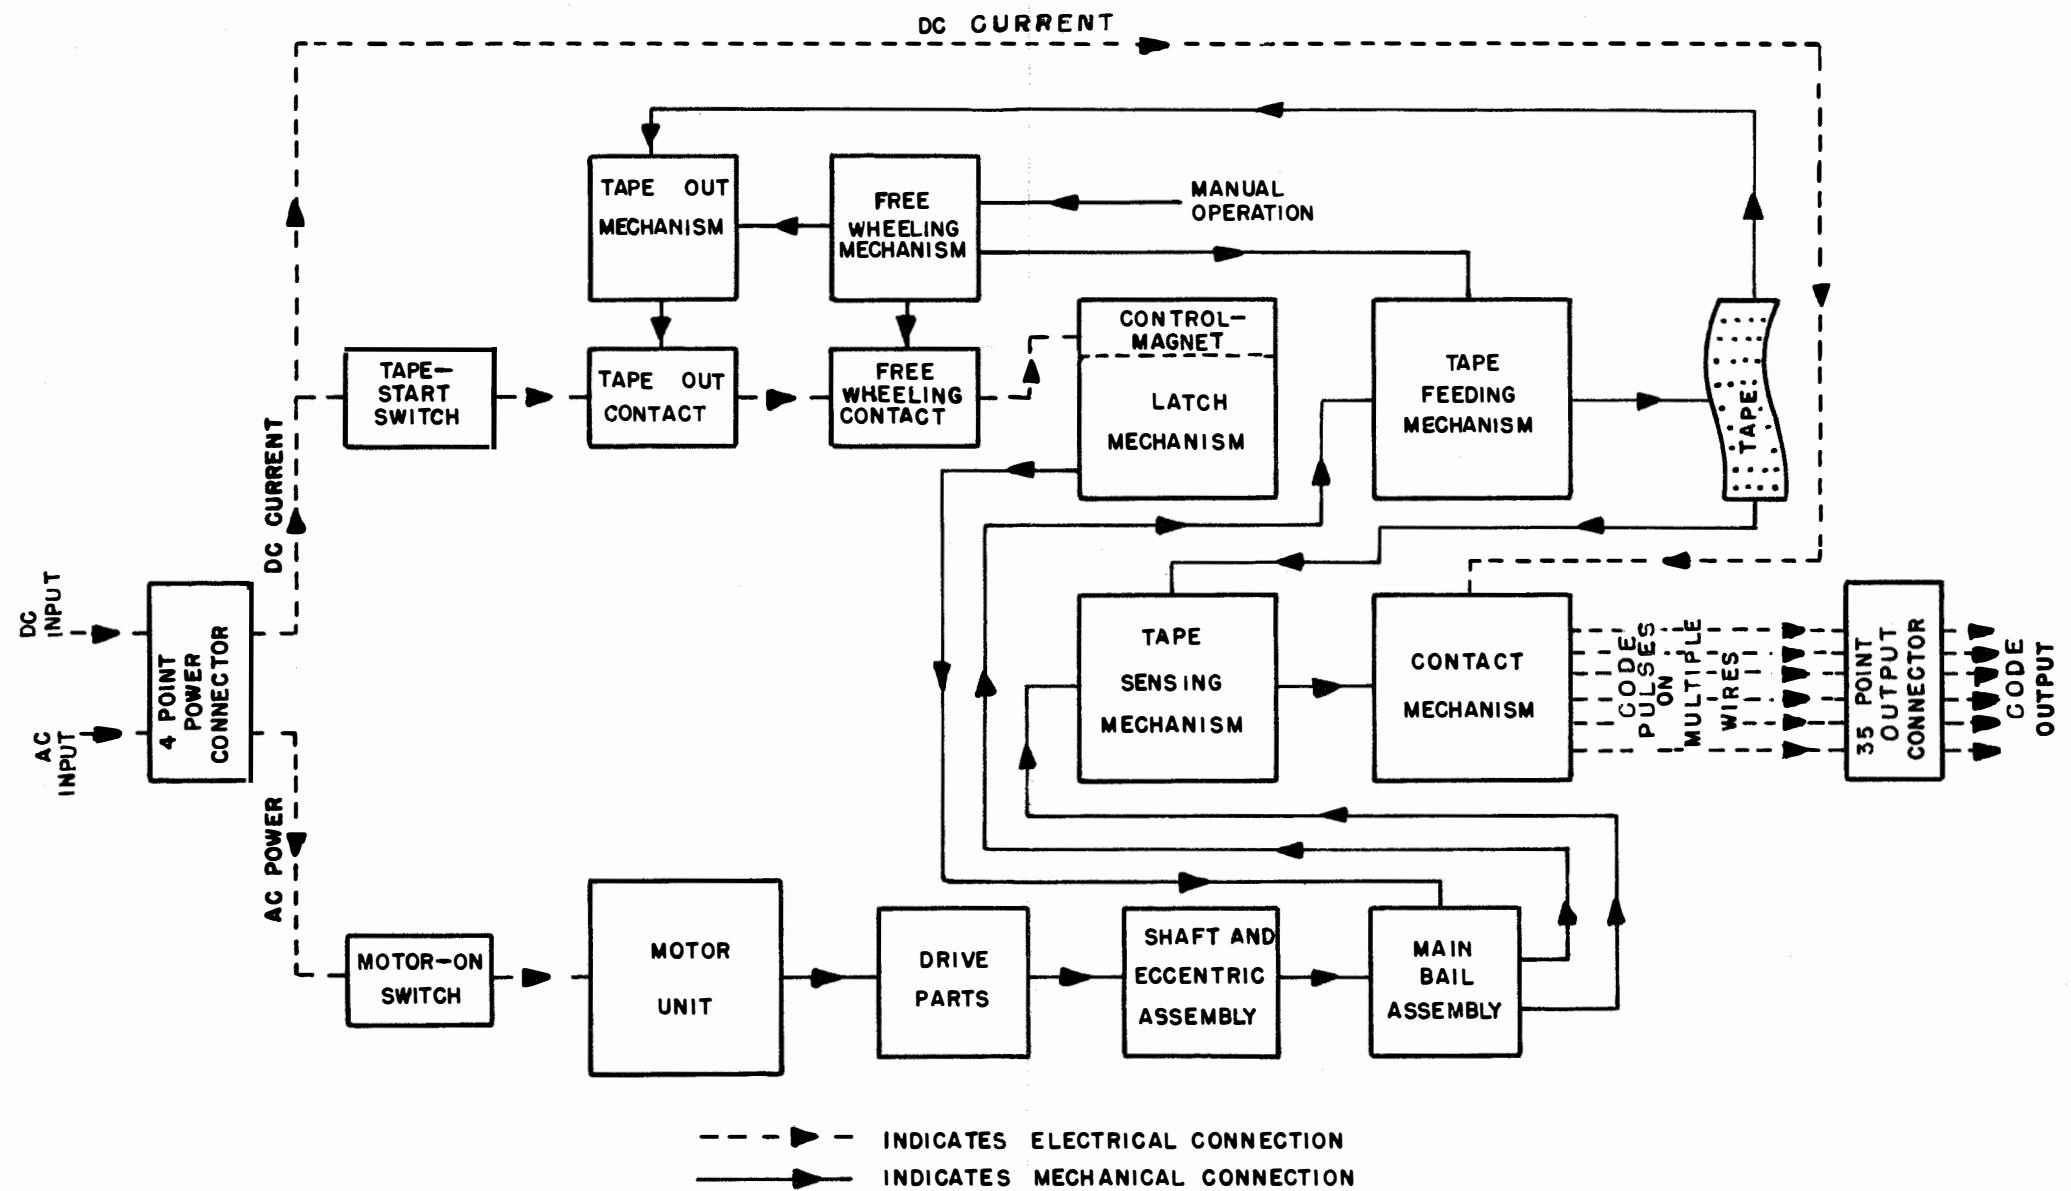 DC CURRENT
TAPE OUT
MECHANISM
FREE
WHEELING
MECHANISM
MANUAL
OPERATION
TAPE-
START
SWITCH
TAPE OUT
CONTACT
FREE
WHEELING
CONTACT
CONTROL-
MAGNET
LATCH
MECHANISM
TAPE
FEEDING
MECHANISM
TAPE
DC CURRENT
DC
INPUT
AC
INPUT
4 POINT
POWER
CONNECTOR
TAPE
SENSING
MECHANISM
CONTACT
MECHANISM
CODE
PULSES
ON
MULTIPLE
WIRES
35 POINT
OUTPUT
CONNECTOR
CODE
OUTPUT
AC POWER
MOTOR-ON
SWITCH
MOTOR
UNIT
DRIVE
PARTS
SHAFT AND
ECCENTRIC
ASSEMBLY
MAIN
BAIL
ASSEMBLY
INDICATES ELECTRICAL CONNECTION
INDICATES MECHANICAL CONNECTION